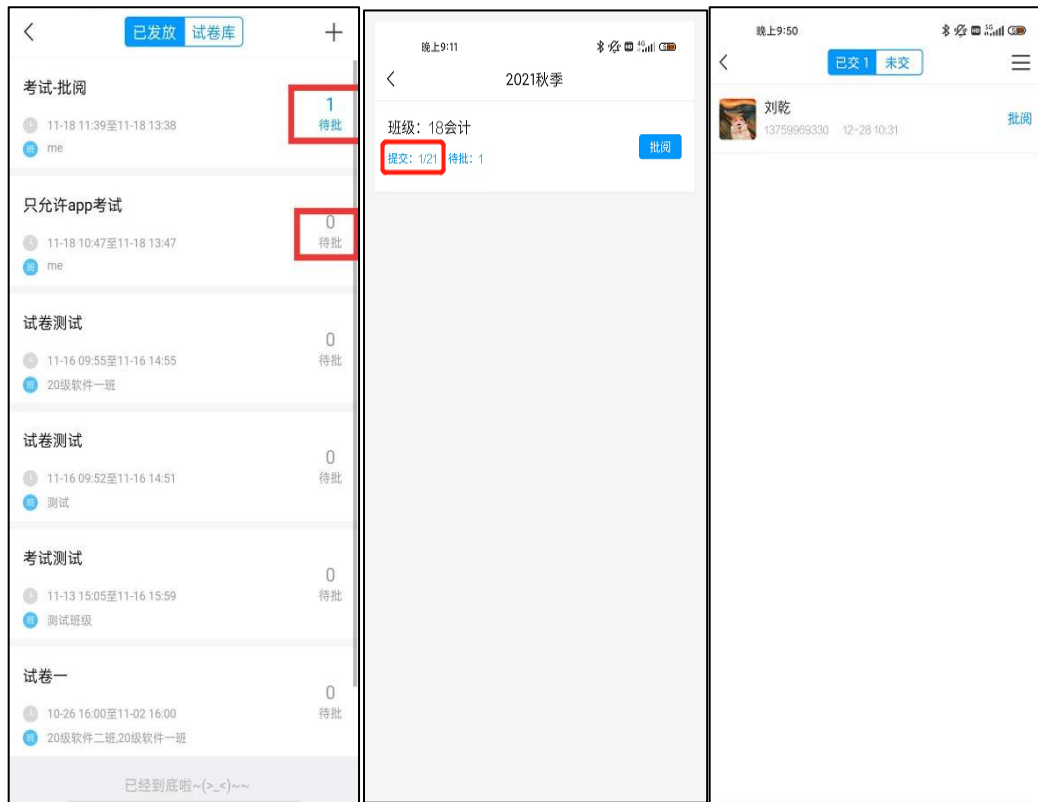 已发放 试卷库
考试-批阅
1
11-18 11:39至11-18 13:38
待批
班 me
只允许app考试
0
11-18 10:47至11-18 13:47
待批
班 me
试卷测试
0
11-16 09:55至11-16 14:55
待批
班 20级软件一班
试卷测试
0
11-16 09:52至11-16 14:51
待批
班 测试
考试测试
0
11-13 15:05至11-16 15:59
待批
班 测试班级
试卷一
0
10-26 16:00至11-02 16:00
待批
班 20级软件二班,20级软件一班
已经到底啦~(>_<)~~
晚上9:11
2021秋季
班级：18会计
提交：1/21 待批：1
批阅
晚上9:50
已交 1 未交
刘乾
13759969330 12-28 10:31
批阅